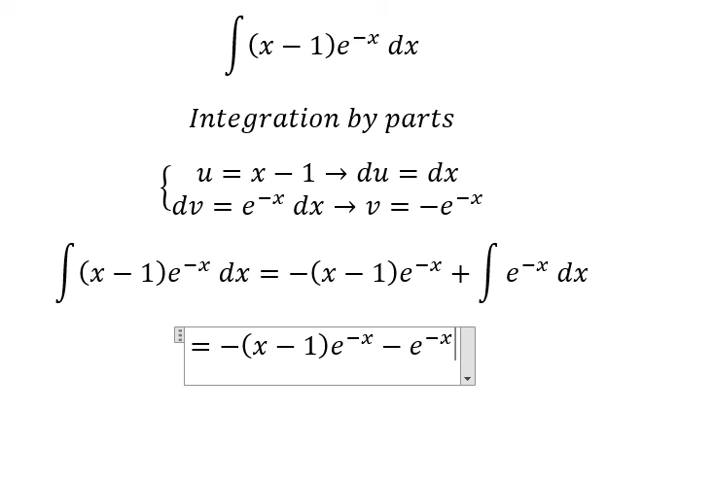 ∫(x − 1)e^{−x} dx
Integration by parts
{ u = x − 1 → du = dx
dv = e^{−x} dx → v = −e^{−x}
∫(x − 1)e^{−x} dx = −(x − 1)e^{−x} + ∫ e^{−x} dx
= −(x − 1)e^{−x} − e^{−x}